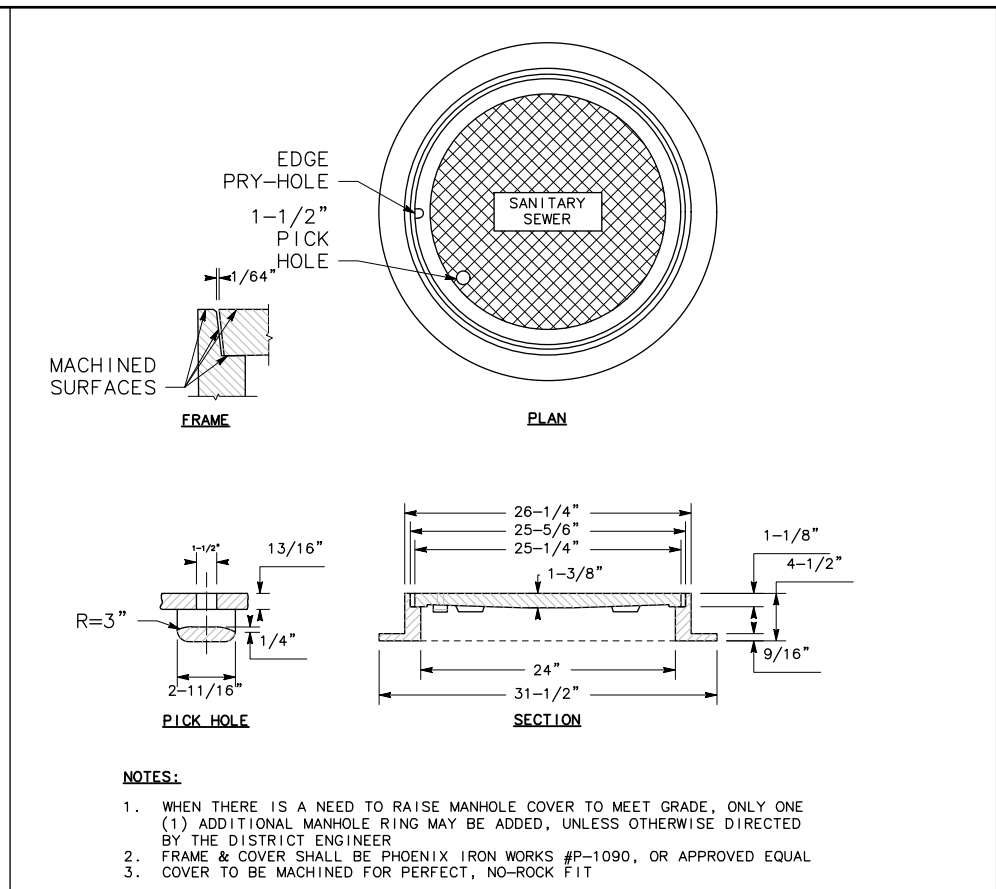 EDGE
PRY-HOLE
1-1/2"
PICK
HOLE
SANITARY
SEWER
1/64"
MACHINED
SURFACES
FRAME
PLAN
26-1/4"
25-5/6"
25-1/4"
1-3/8"
1-1/8"
4-1/2"
9/16"
24"
31-1/2"
SECTION
1-1/2"
13/16"
R=3"
1/4"
2-11/16"
PICK HOLE
NOTES:
1. WHEN THERE IS A NEED TO RAISE MANHOLE COVER TO MEET GRADE, ONLY ONE
(1) ADDITIONAL MANHOLE RING MAY BE ADDED, UNLESS OTHERWISE DIRECTED
BY THE DISTRICT ENGINEER
2. FRAME & COVER SHALL BE PHOENIX IRON WORKS #P-1090, OR APPROVED EQUAL
3. COVER TO BE MACHINED FOR PERFECT, NO-ROCK FIT